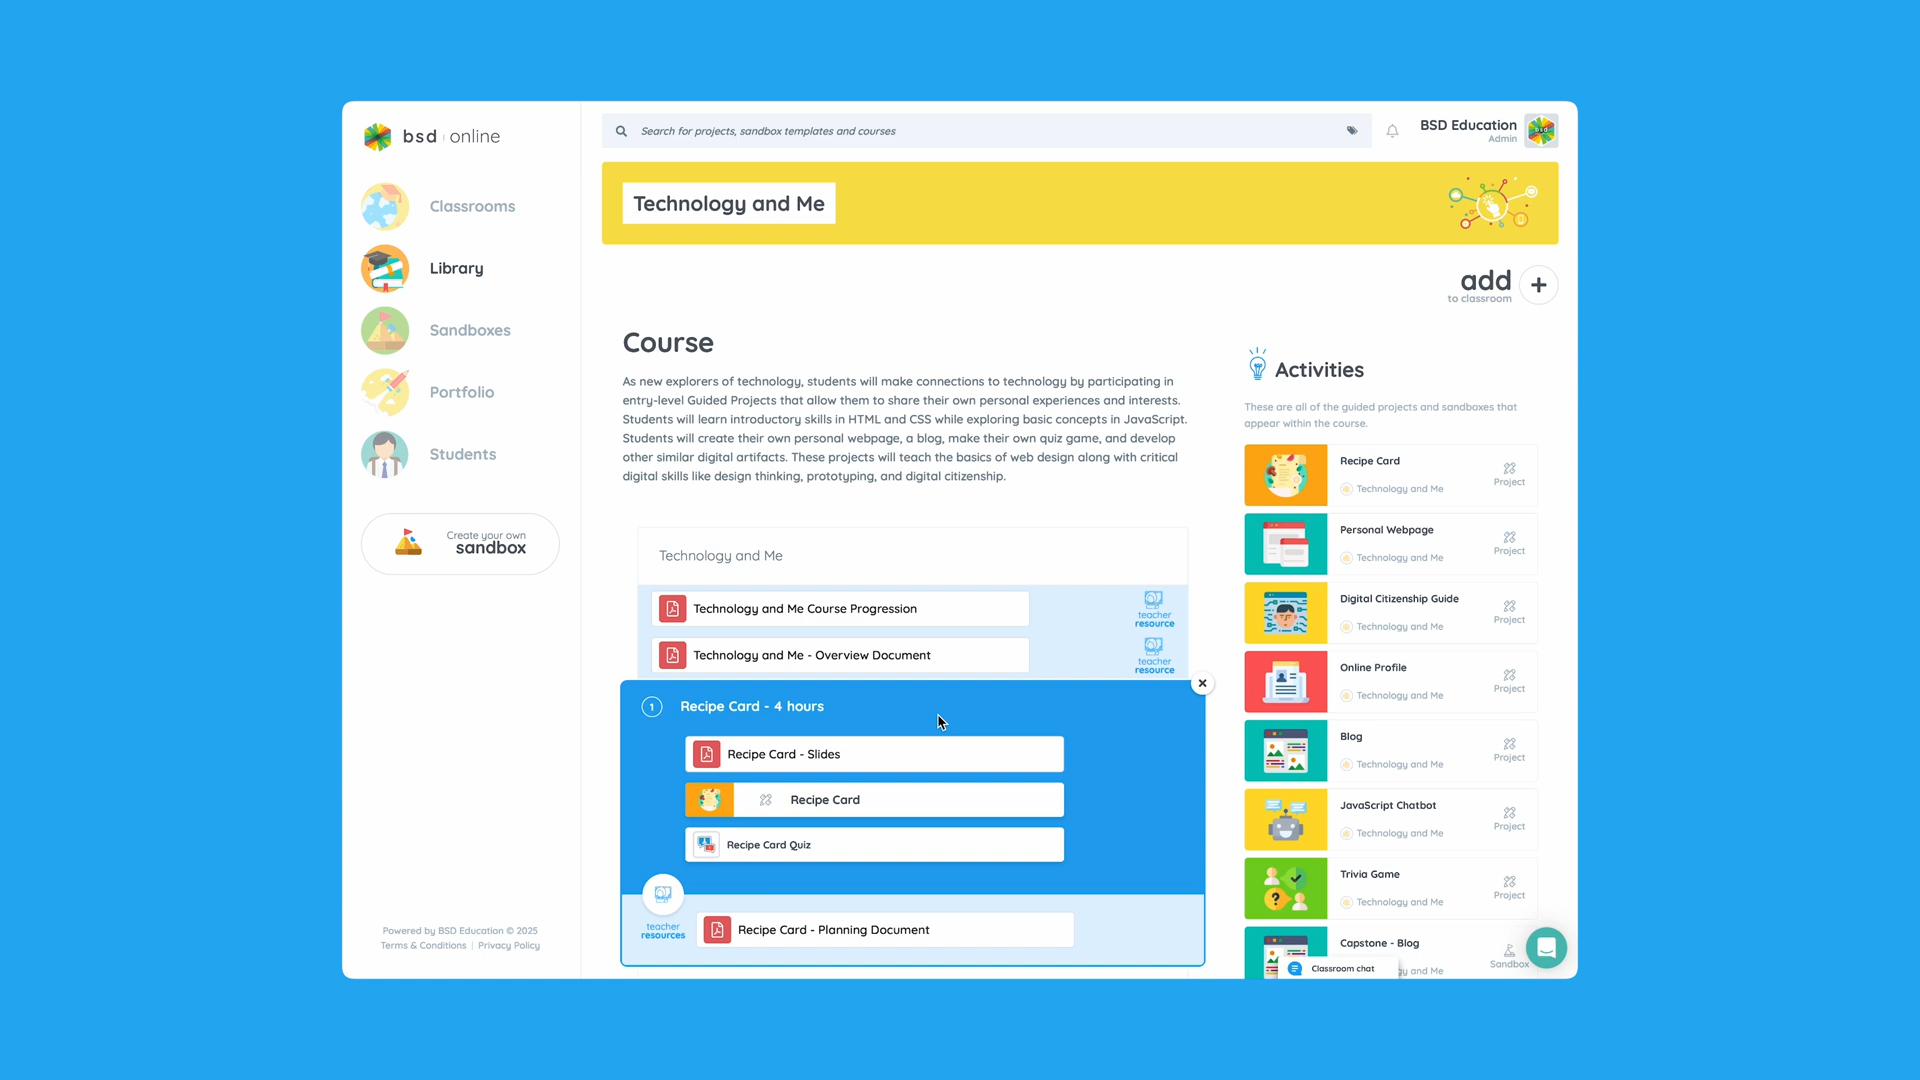 bsd online
Classrooms
Library
Sandboxes
Portfolio
Students
Create your own
sandbox
Powered by BSD Education © 2025
Terms & Conditions | Privacy Policy
Search for projects, sandbox templates and courses
BSD Education
Admin
bsd
Technology and Me
add
to classroom
Course
As new explorers of technology, students will make connections to technology by participating in
entry-level Guided Projects that allow them to share their own personal experiences and interests.
Students will learn introductory skills in HTML and CSS while exploring basic concepts in JavaScript.
Students will create their own personal webpage, a blog, make their own quiz game, and develop
other similar digital artifacts. These projects will teach the basics of web design along with critical
digital skills like design thinking, prototyping, and digital citizenship.
Technology and Me
Technology and Me Course Progression
teacher
resource
Technology and Me - Overview Document
teacher
resource
1 Recipe Card - 4 hours
Recipe Card - Slides
Recipe Card
Recipe Card Quiz
teacher
resources
Recipe Card - Planning Document
Activities
These are all of the guided projects and sandboxes that
appear within the course.
Recipe Card
Technology and Me
Project
Personal Webpage
Technology and Me
Project
Digital Citizenship Guide
Technology and Me
Project
Online Profile
Technology and Me
Project
Blog
Technology and Me
Project
JavaScript Chatbot
Technology and Me
Project
Trivia Game
Technology and Me
Project
Capstone - Blog
and Me
Sandbox
Classroom chat